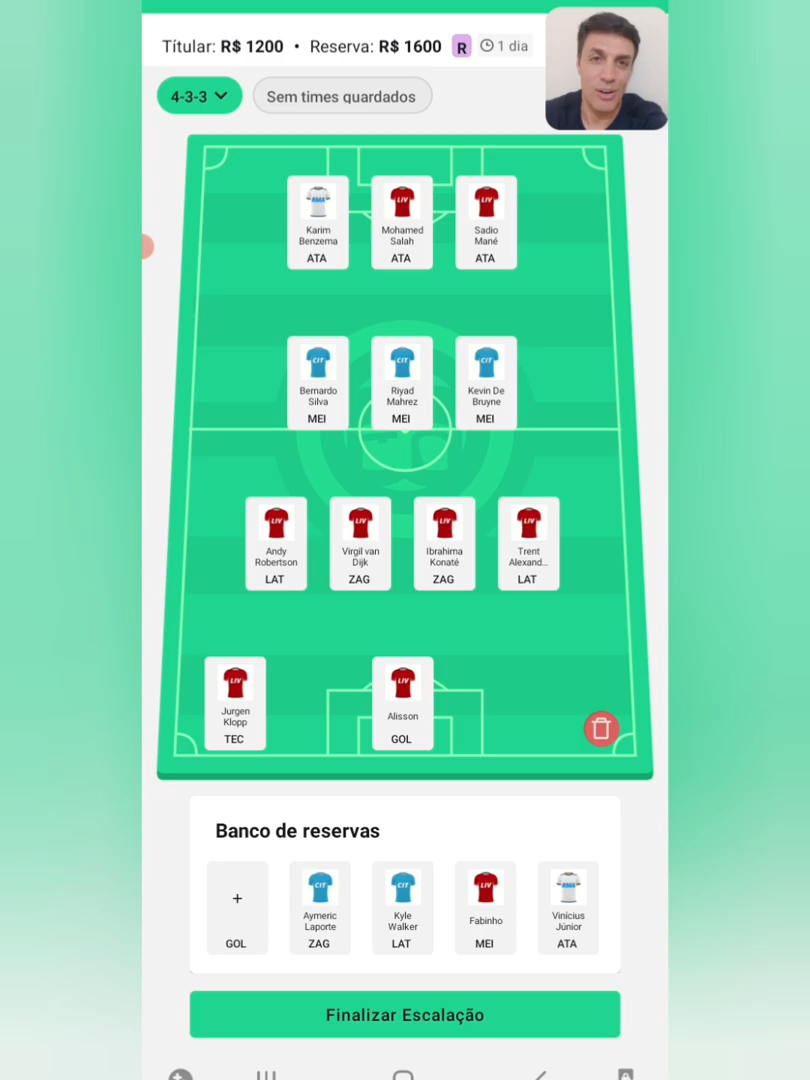 Títular: R$ 1200 • Reserva: R$ 1600 R 1 dia
4-3-3 Sem times guardados
RMA LIV LIV
Karim Benzema
Mohamed Salah
Sadio Mané
ATA ATA ATA
CIT CIT CIT
Bernardo Silva
Riyad Mahrez
Kevin De Bruyne
MEI MEI MEI
LIV LIV LIV LIV
Andy Robertson
Virgil van Dijk
Ibrahima Konaté
Trent Alexand...
LAT ZAG ZAG LAT
LIV LIV
Jurgen Klopp
Alisson
TEC GOL
Banco de reservas
+ CIT CIT LIV RMA
Aymeric Laporte
Kyle Walker
Fabinho
Vinícius Júnior
GOL ZAG LAT MEI ATA
Finalizar Escalação